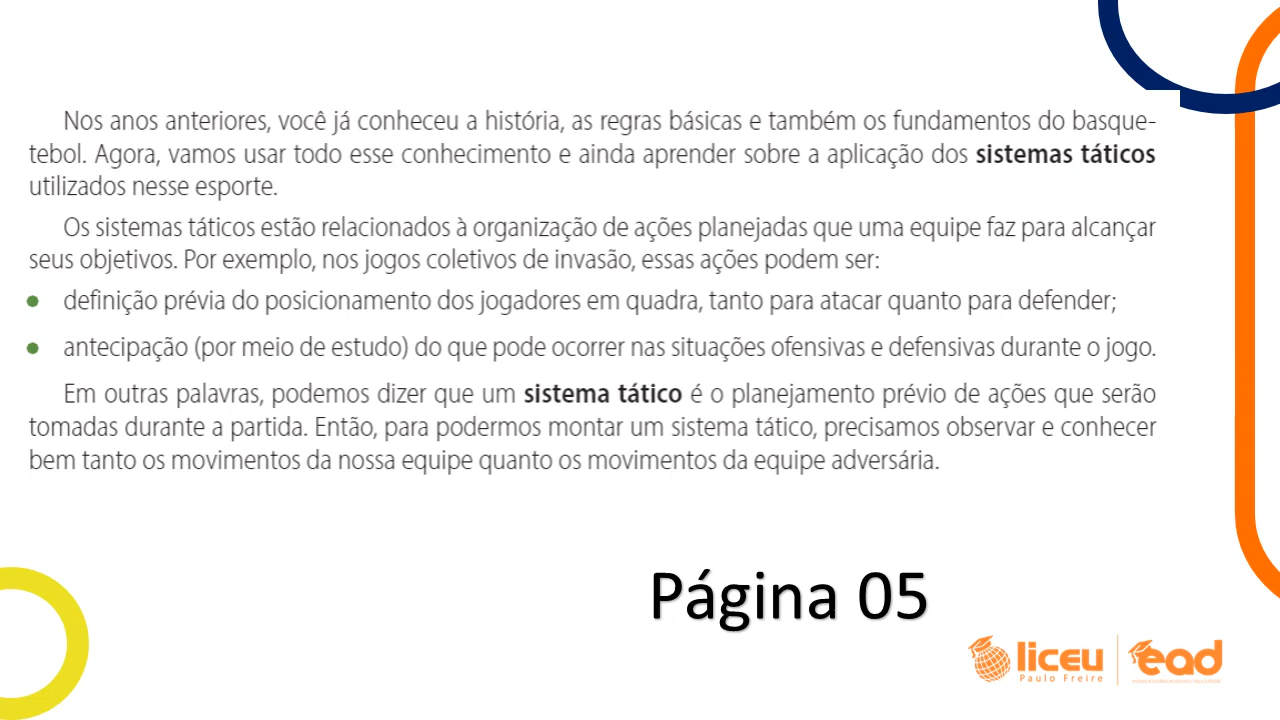 Nos anos anteriores, você já conheceu a história, as regras básicas e também os fundamentos do basque-
tebol. Agora, vamos usar todo esse conhecimento e ainda aprender sobre a aplicação dos sistemas táticos
utilizados nesse esporte.
Os sistemas táticos estão relacionados à organização de ações planejadas que uma equipe faz para alcançar
seus objetivos. Por exemplo, nos jogos coletivos de invasão, essas ações podem ser:
● definição prévia do posicionamento dos jogadores em quadra, tanto para atacar quanto para defender;
● antecipação (por meio de estudo) do que pode ocorrer nas situações ofensivas e defensivas durante o jogo.
Em outras palavras, podemos dizer que um sistema tático é o planejamento prévio de ações que serão
tomadas durante a partida. Então, para podermos montar um sistema tático, precisamos observar e conhecer
bem tanto os movimentos da nossa equipe quanto os movimentos da equipe adversária.
Página 05
liceu ead
Paulo Freire